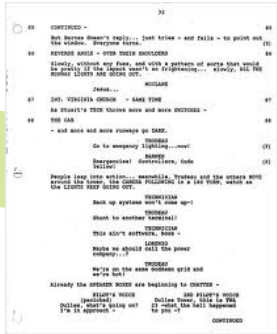 32
85 CONTINUED - 85
But Barnes doesn't reply... just tries - and fails - to point out
the window. Everyone turns. (X)
86 REVERSE ANGLE - OVER THEIR SHOULDERS 86
Slowly, without any fuss, and with a pattern of sorts that would
be pretty if the impact wasn't so frightening... slowly, ALL THE
RUNWAY LIGHTS ARE GOING OUT.
MCCLANE
Jesus...
87 INT. VIRGINIA CHURCH - SAME TIME 87
As Stuart's TECH throws more and more SWITCHES -
88 THE CAB 88
- and more and more runways go DARK.
TRUDEAU
Go to emergency lighting...now! (X)
BARNES
Emergencies! Controllers, Code (X)
Yellow!
People leap into action... meanwhile, Trudeau and the others MOVE
around the tower, the CAMERA FOLLOWING in a 180 TURN, watch as
the LIGHTS KEEP GOING OUT.
TECHNICIAN
Back up systems won't come up-!
TRUDEAU
Shunt to another terminal!
TECHNICIAN
This ain't software, boss -
LORENZO
Maybe we should call the power
company...?
TRUDEAU
We're on the same goddamn grid and
we're hot!
Already the SPEAKER BOXES are beginning to CHATTER -
PILOT'S VOICE 2ND PILOT'S VOICE
(panicked) Dulles Tower, this is TWA
Dulles, what's going on? 23 -what the hell happened
I'm in approach - to you -?
CONTINUED